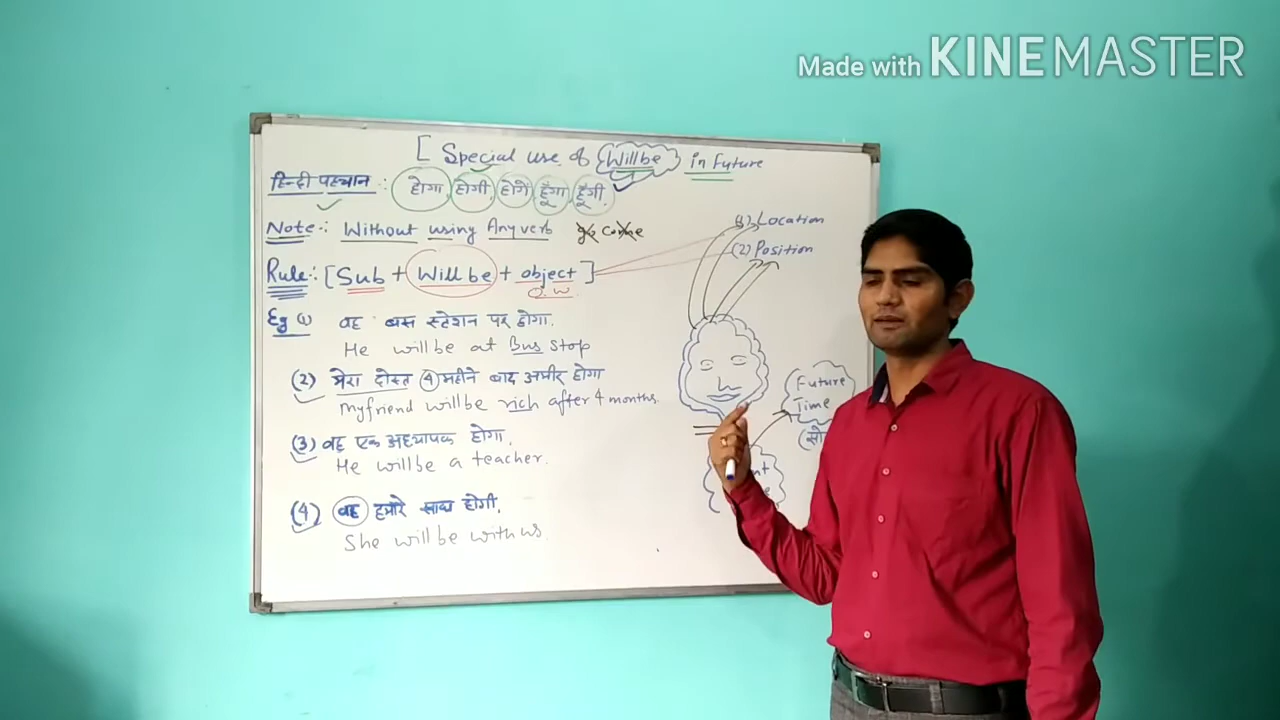 Made with KINEMASTER
[ Special use of Will be in Future
हिन्दी पहचान : होगा, होगी, होगें हूँगा, हूँगी,
Note:- Without using Any verb go come
Rule:- [Sub + Will be + object]
O.W
(1) Location
(2) Position
Eg (1) वह बस स्टेशन पर होगा.
He will be at Bus stop
(2) मेरा दोस्त 4 महीने बाद अमीर होगा
My friend will be rich after 4 months.
(3) वह एक अध्यापक होगा.
He will be a teacher.
(4) वह हमारे साथ होगी.
She will be with us.
Future
Time